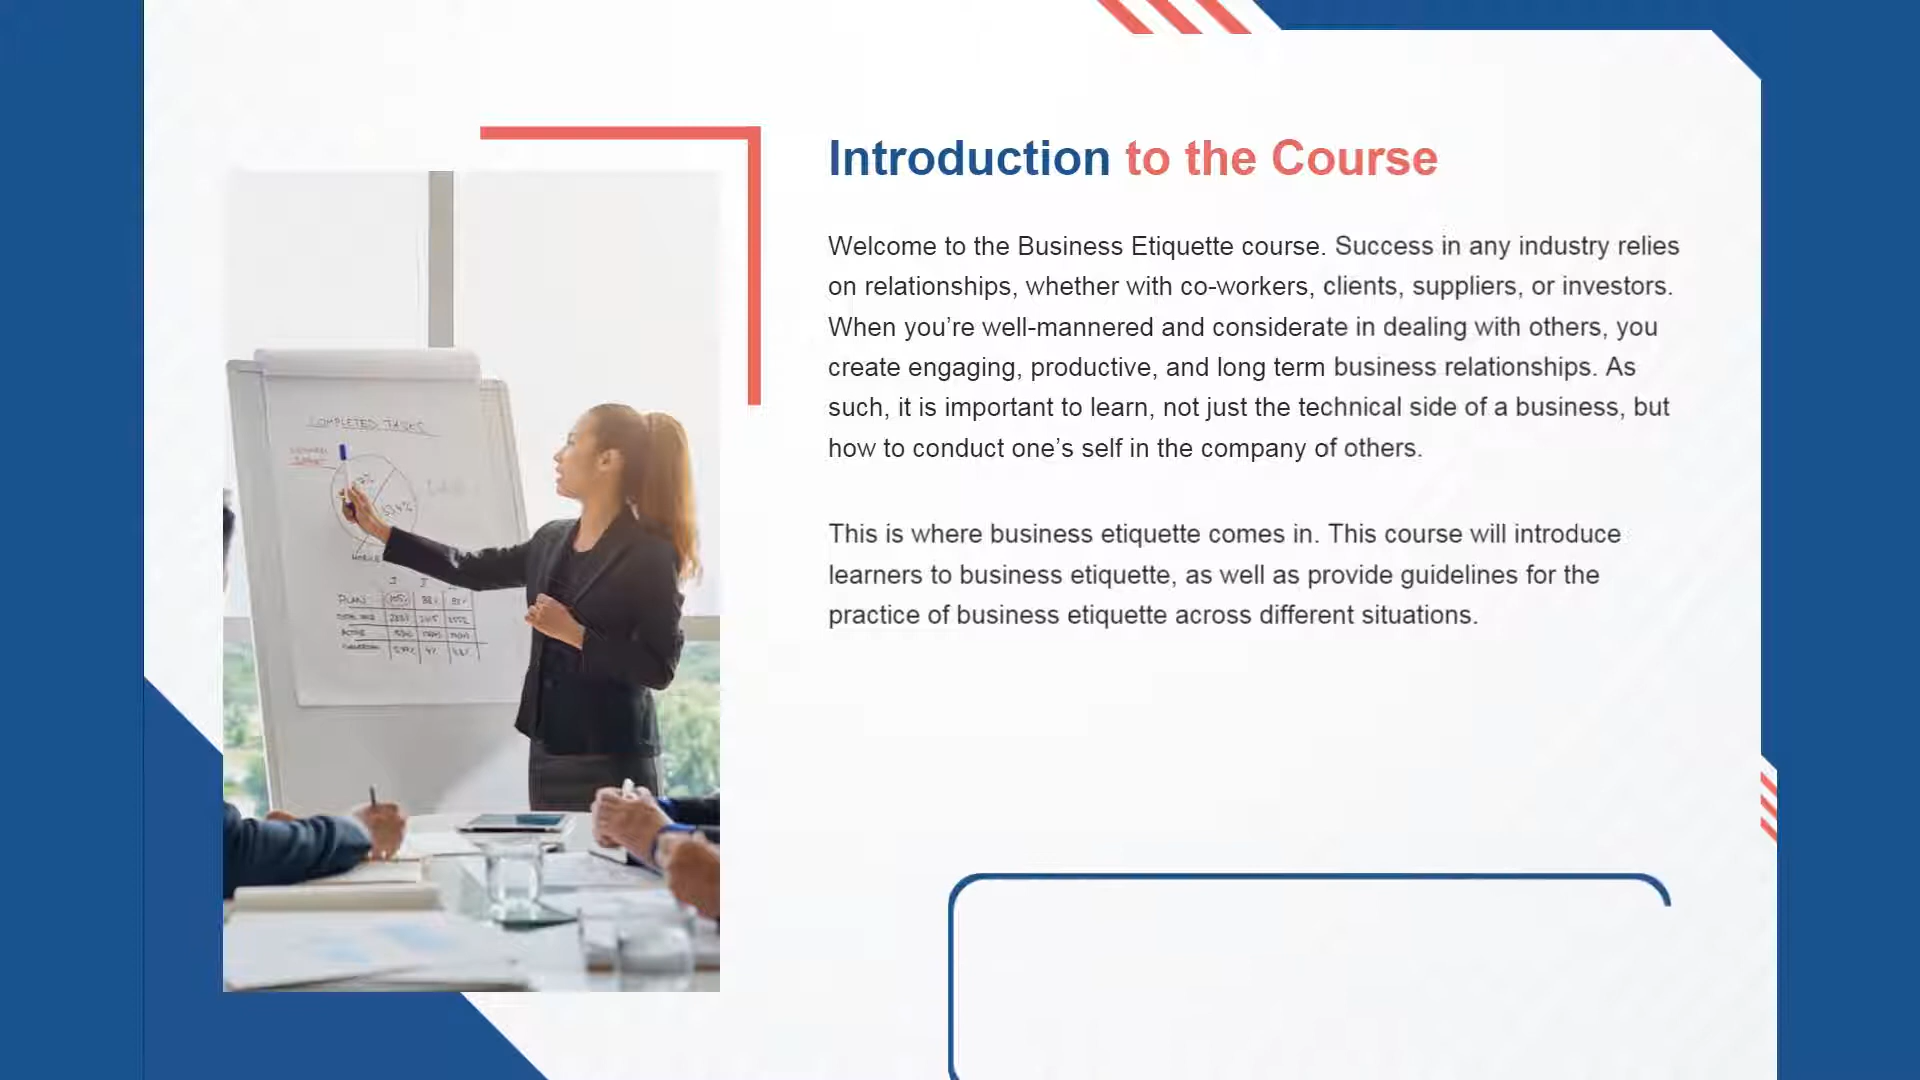 Introduction to the Course
Welcome to the Business Etiquette course. Success in any industry relies
on relationships, whether with co-workers, clients, suppliers, or investors.
When you’re well-mannered and considerate in dealing with others, you
create engaging, productive, and long term business relationships. As
such, it is important to learn, not just the technical side of a business, but
how to conduct one’s self in the company of others.
This is where business etiquette comes in. This course will introduce
learners to business etiquette, as well as provide guidelines for the
practice of business etiquette across different situations.
COMPLETED TASKS
PLAN